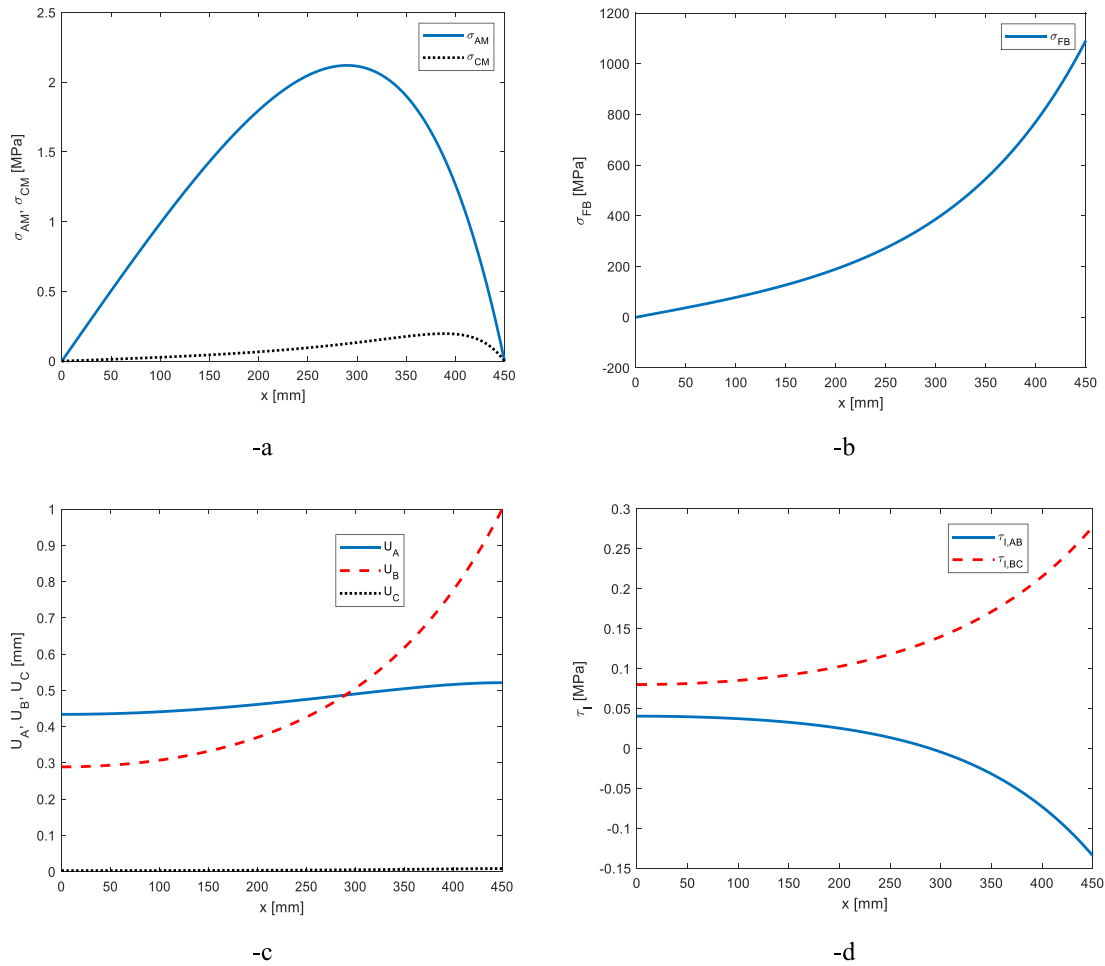 2.5
2
1.5
1
0.5
0
σAM, σCM [MPa]
σAM
σCM
0 50 100 150 200 250 300 350 400 450
x [mm]
-a
1200
1000
800
600
400
200
0
-200
σFB [MPa]
σFB
0 50 100 150 200 250 300 350 400 450
x [mm]
-b
1
0.9
0.8
0.7
0.6
0.5
0.4
0.3
0.2
0.1
0
UA, UB, UC [mm]
UA
UB
UC
0 50 100 150 200 250 300 350 400 450
x [mm]
-c
0.3
0.25
0.2
0.15
0.1
0.05
0
-0.05
-0.1
-0.15
τI [MPa]
τI,AB
τI,BC
0 50 100 150 200 250 300 350 400 450
x [mm]
-d